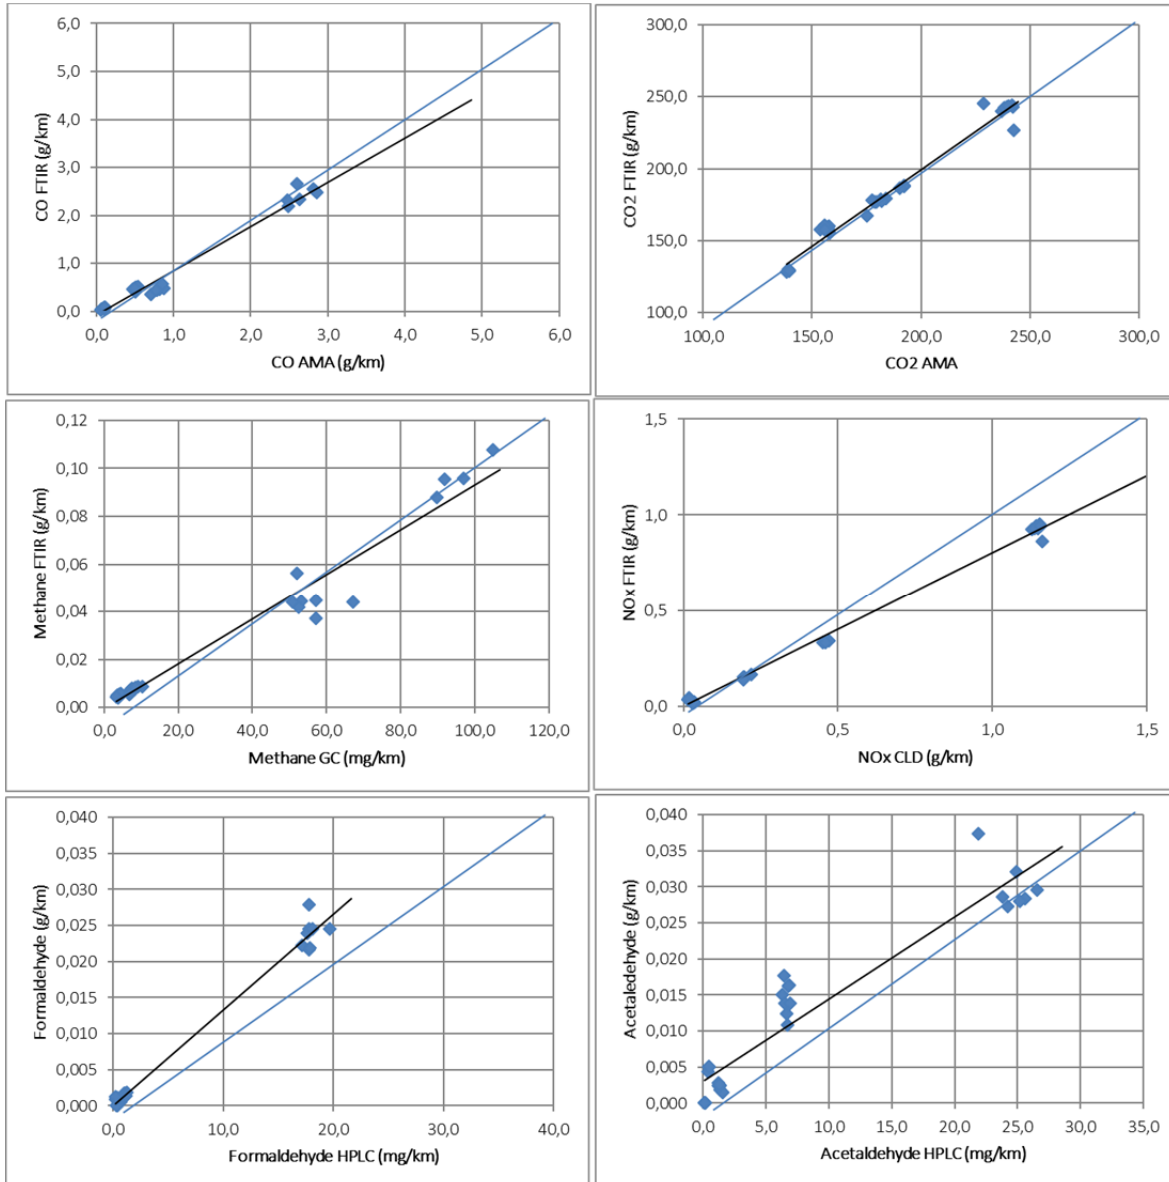 6,0
5,0
4,0
3,0
2,0
1,0
0,0
CO FTIR (g/km)
0,0 1,0 2,0 3,0 4,0 5,0 6,0
CO AMA (g/km)
300,0
250,0
200,0
150,0
100,0
CO2 FTIR (g/km)
100,0 150,0 200,0 250,0 300,0
CO2 AMA
0,12
0,10
0,08
0,06
0,04
0,02
0,00
Methane FTIR (g/km)
0,0 20,0 40,0 60,0 80,0 100,0 120,0
Methane GC (mg/km)
1,5
1,0
0,5
0,0
NOx FTIR (g/km)
0,0 0,5 1,0 1,5
NOx CLD (g/km)
0,040
0,035
0,030
0,025
0,020
0,015
0,010
0,005
0,000
Formaldehyde (g/km)
0,0 10,0 20,0 30,0 40,0
Formaldehyde HPLC (mg/km)
0,040
0,035
0,030
0,025
0,020
0,015
0,010
0,005
0,000
Acetaledehyde (g/km)
0,0 5,0 10,0 15,0 20,0 25,0 30,0 35,0
Acetaldehyde HPLC (mg/km)